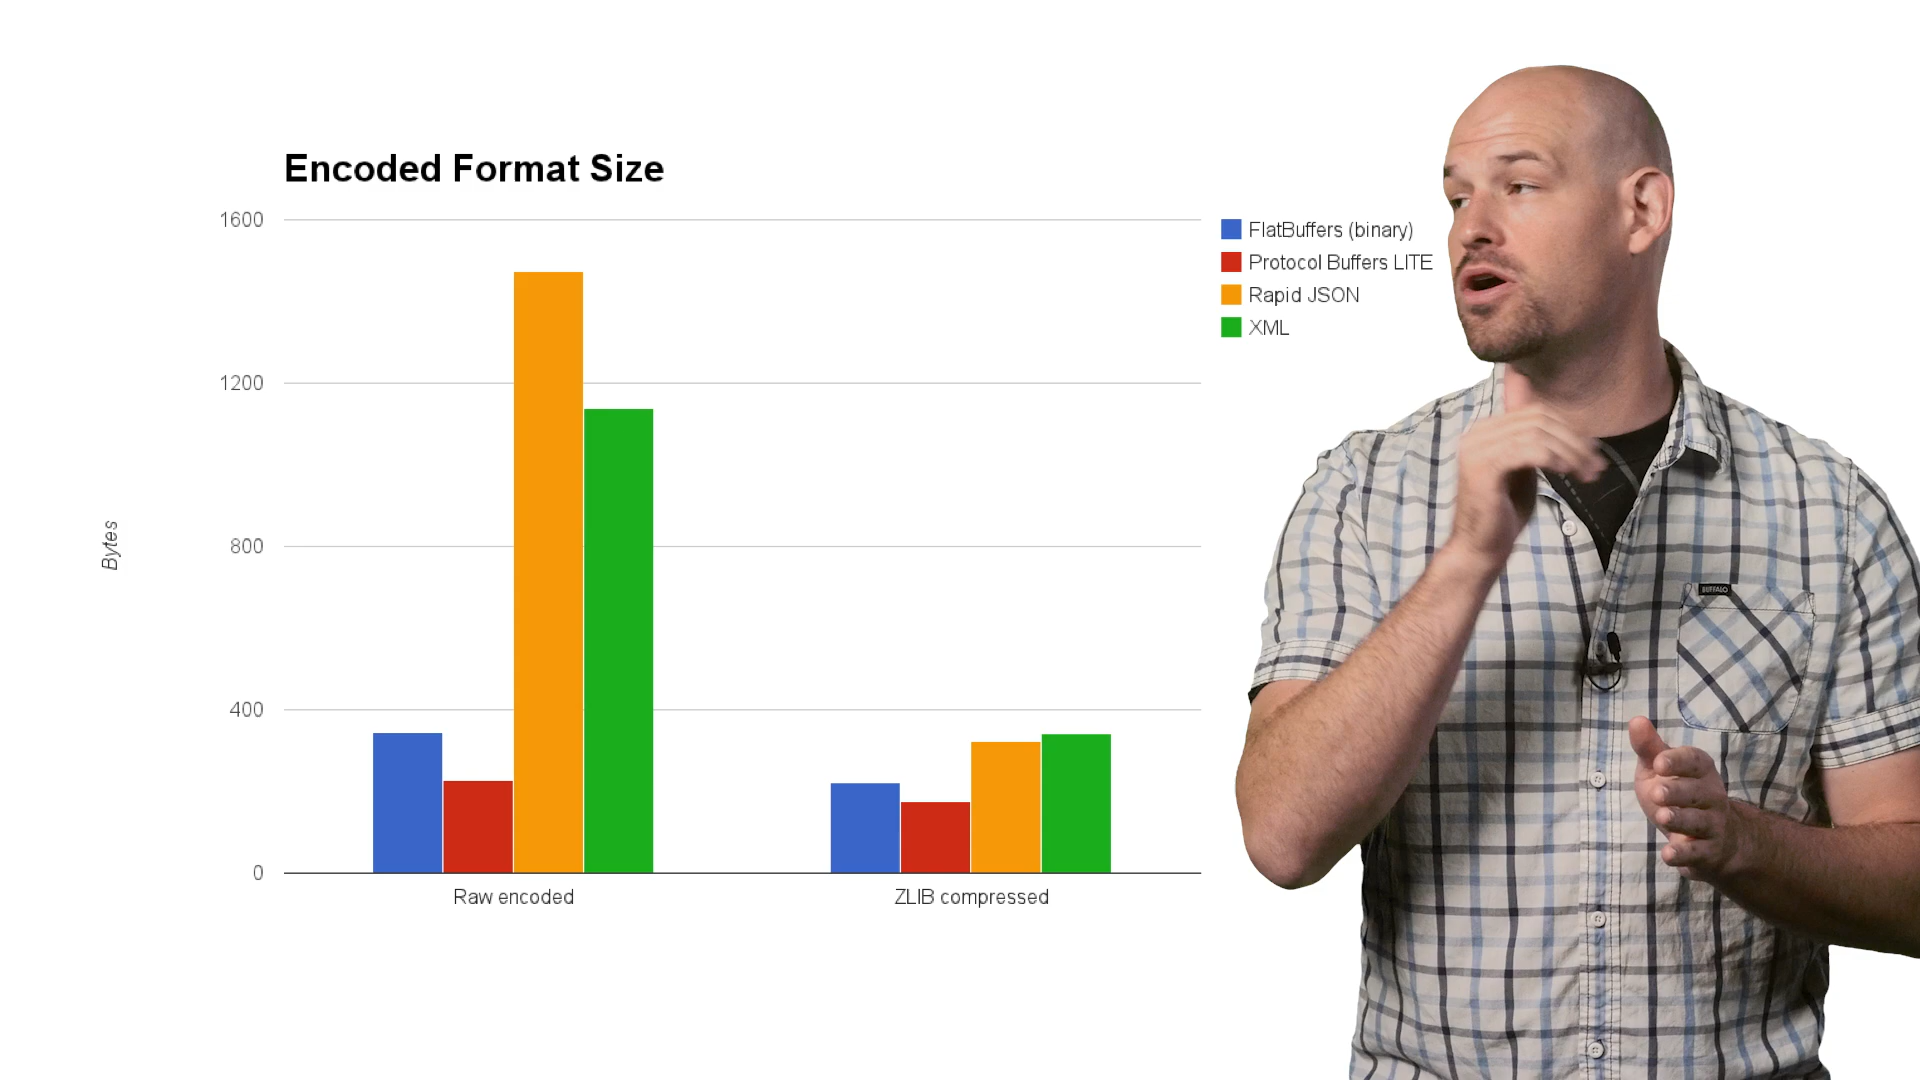 Encoded Format Size
1600
1200
800
400
0
Bytes
Raw encoded
ZLIB compressed
FlatBuffers (binary)
Protocol Buffers LITE
Rapid JSON
XML
BUFFALO